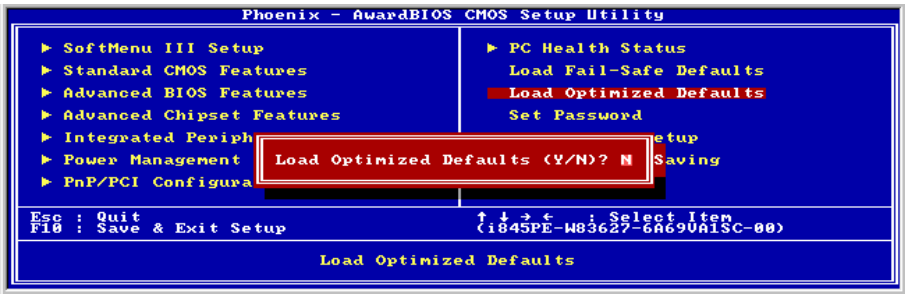 Phoenix - AwardBIOS CMOS Setup Utility
► SoftMenu III Setup
► Standard CMOS Features
► Advanced BIOS Features
► Advanced Chipset Features
► Integrated Periph
► Power Management
► PnP/PCI Configura
► PC Health Status
Load Fail-Safe Defaults
Load Optimized Defaults
Set Password
etup
Saving
Load Optimized Defaults (Y/N)? N
Esc : Quit
F10 : Save & Exit Setup
↑ ↓ → ← : Select Item
(i845PE-W83627-6A69VA1SC-00)
Load Optimized Defaults